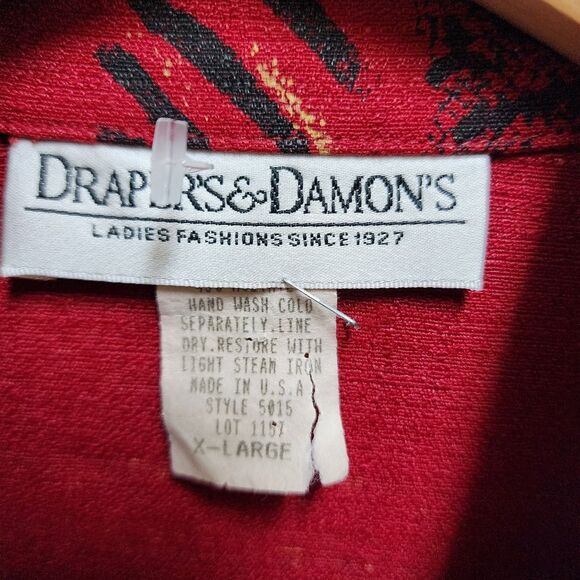 DRAPER'S & DAMON'S
LADIES FASHIONS SINCE 1927
HAND WASH COLD
SEPARATELY.LINE
DRY.RESTORE WITH
LIGHT STEAM IRON
MADE IN U.S.A
STYLE 5015
LOT 1157
X-LARGE